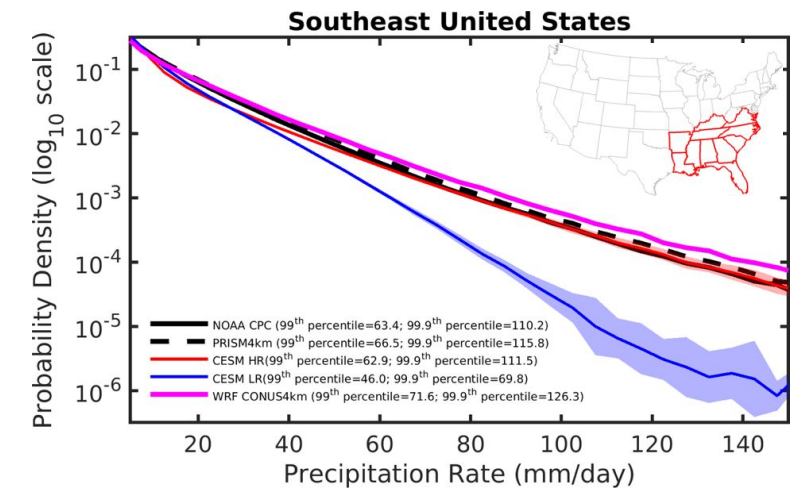 Southeast United States
Probability Density (log10 scale)
10-1
10-2
10-3
10-4
10-5
10-6
NOAA CPC (99th percentile=63.4; 99.9th percentile=110.2)
PRISM4km (99th percentile=66.5; 99.9th percentile=115.8)
CESM HR(99th percentile=62.9; 99.9th percentile=111.5)
CESM LR(99th percentile=46.0; 99.9th percentile=69.8)
WRF CONUS4km (99th percentile=71.6; 99.9th percentile=126.3)
20 40 60 80 100 120 140
Precipitation Rate (mm/day)